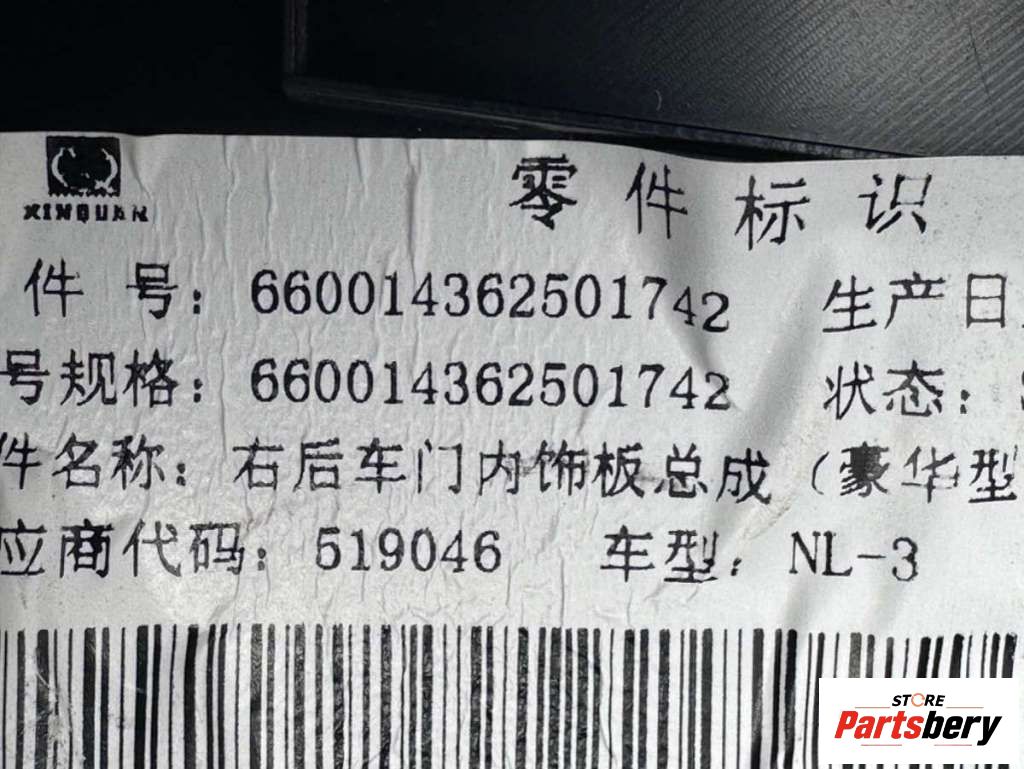 XINQUAN
零件标识
件 号：660014362501742 生产日
号规格：660014362501742 状态：
件名称：右后车门内饰板总成（豪华型
应商代码：519046 车型：NL-3
STORE
Partsbery